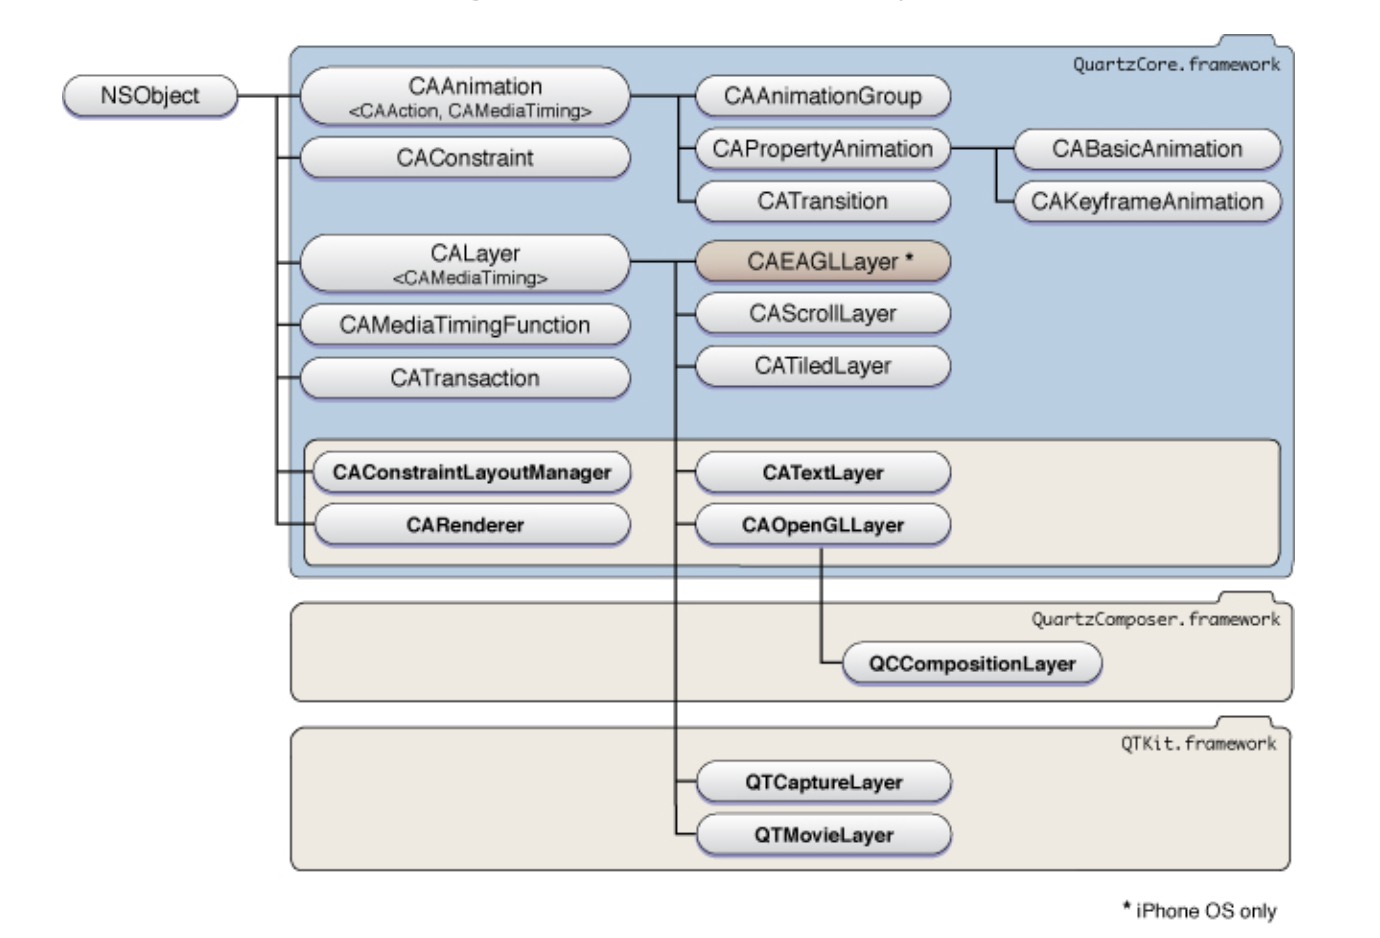 QuartzCore.framework
NSObject
CAAnimation
<CAAction, CAMediaTiming>
CAAnimationGroup
CAConstraint
CAPropertyAnimation
CABasicAnimation
CATransition
CAKeyframeAnimation
CALayer
<CAMediaTiming>
CAEAGLLayer *
CAScrollLayer
CAMediaTimingFunction
CATiledLayer
CATransaction
CAConstraintLayoutManager
CATextLayer
CARenderer
CAOpenGLLayer
QuartzComposer.framework
QCCompositionLayer
QTKit.framework
QTCaptureLayer
QTMovieLayer
* iPhone OS only